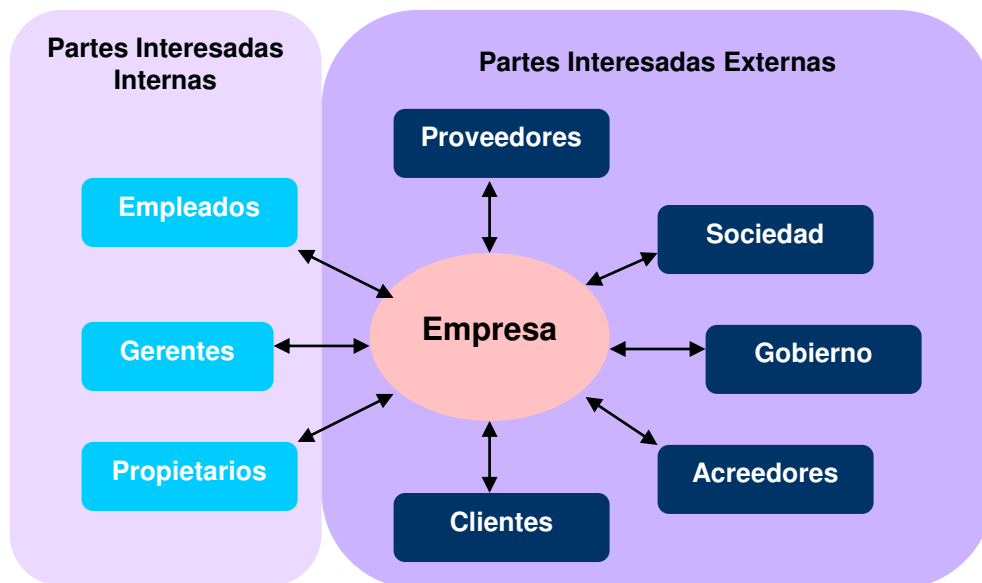 Partes Interesadas
Internas
Partes Interesadas Externas
Proveedores
Empleados
Sociedad
Empresa
Gerentes
Gobierno
Propietarios
Acreedores
Clientes